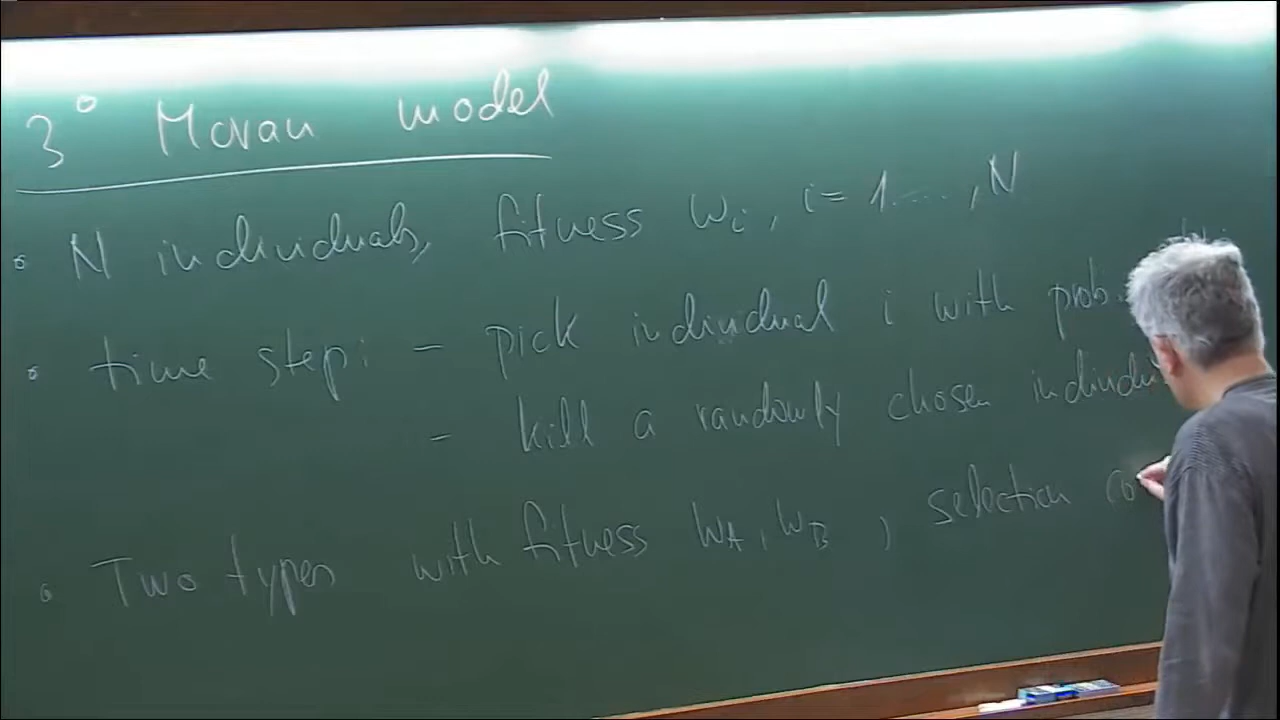 3° Moran model
• N individuals, fitness wi, i= 1...., N
• time step: - pick individual i with prob.
- kill a randomly chosen individu
• Two types with fitness wA, wB, selection co